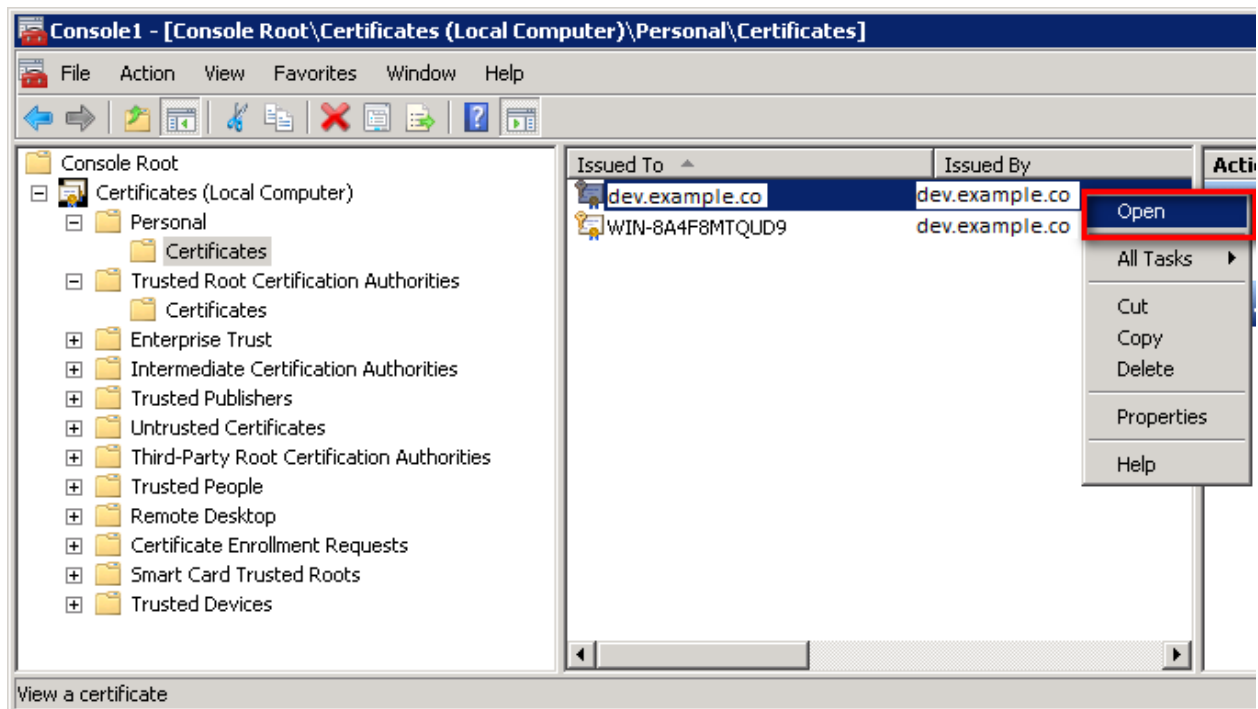 Console1 - [Console Root\Certificates (Local Computer)\Personal\Certificates]
File Action View Favorites Window Help
Console Root
Certificates (Local Computer)
Personal
Certificates
Trusted Root Certification Authorities
Certificates
Enterprise Trust
Intermediate Certification Authorities
Trusted Publishers
Untrusted Certificates
Third-Party Root Certification Authorities
Trusted People
Remote Desktop
Certificate Enrollment Requests
Smart Card Trusted Roots
Trusted Devices
Issued To Issued By
dev.example.co dev.example.co
WIN-8A4F8MTQUD9 dev.example.co
Acti
Open
All Tasks
Cut
Copy
Delete
Properties
Help
View a certificate